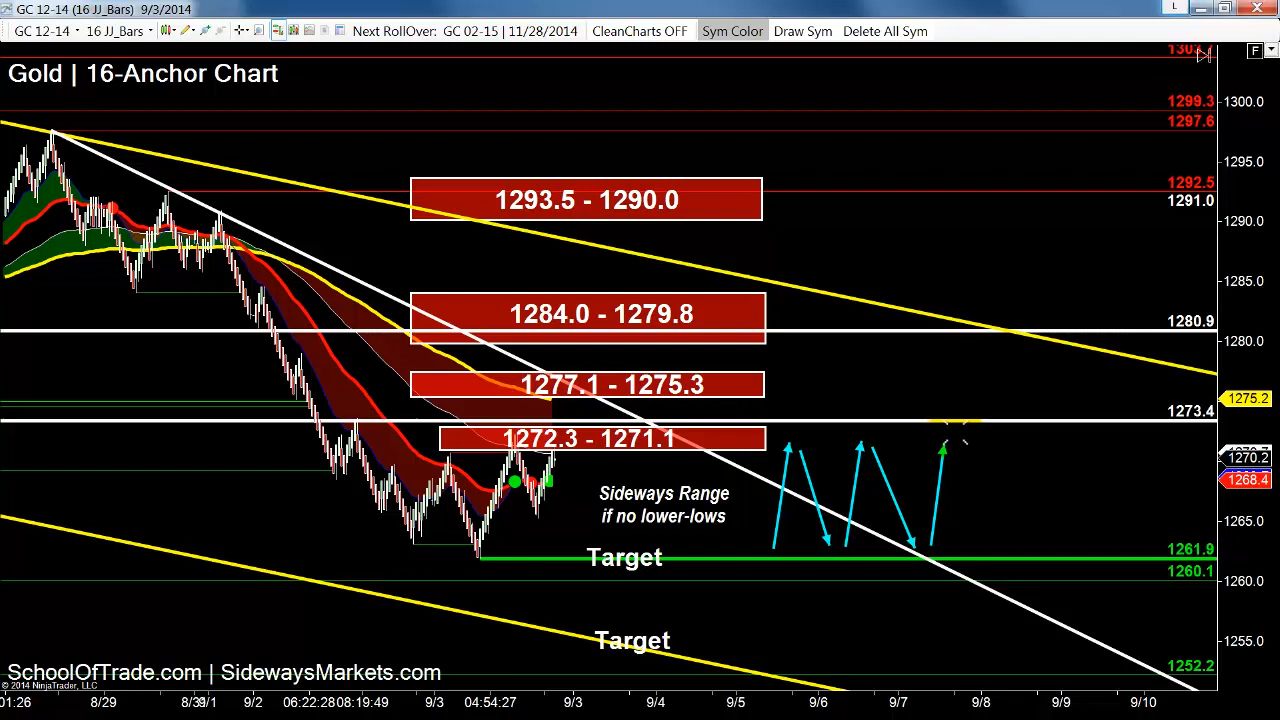 GC 12-14 (16 JJ_Bars) 9/3/2014
L
GC 12-14 16 JJ_Bars Next RollOver: GC 02-15 | 11/28/2014 CleanCharts OFF Sym Color Draw Sym Delete All Sym
F
Gold | 16-Anchor Chart
1300.0
1299.3
1297.6
1295.0
1292.5
1291.0
1293.5 - 1290.0
1290.0
1285.0
1284.0 - 1279.8
1280.9
1280.0
1277.1 - 1275.3
1275.2
1273.4
1272.3 - 1271.1
1270.2
1268.4
Sideways Range
if no lower-lows
1265.0
Target
1261.9
1260.1
1260.0
Target
1255.0
1252.2
SchoolOfTrade.com | SidewaysMarkets.com
© 2014 NinjaTrader, LLC
01:26 8/29 9/1 9/2 06:22:28 08:19:49 04:54:27 9/3 9/4 9/5 9/6 9/7 9/8 9/9 9/10